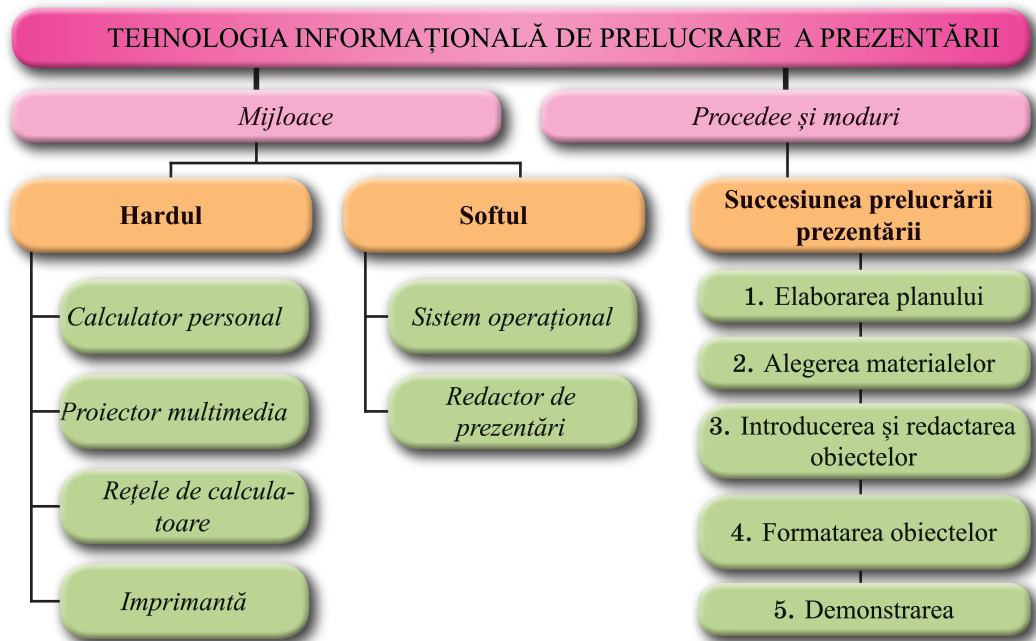 TEHNOLOGIA INFORMAȚIONALĂ DE PRELUCRARE A PREZENTĂRII
Mijloace
Procedee și moduri
Hardul
Softul
Succesiunea prelucrării
prezentării
Calculator personal
Proiector multimedia
Rețele de calcula-
toare
Imprimantă
Sistem operațional
Redactor de
prezentări
1. Elaborarea planului
2. Alegerea materialelor
3. Introducerea și redactarea
obiectelor
4. Formatarea obiectelor
5. Demonstrarea